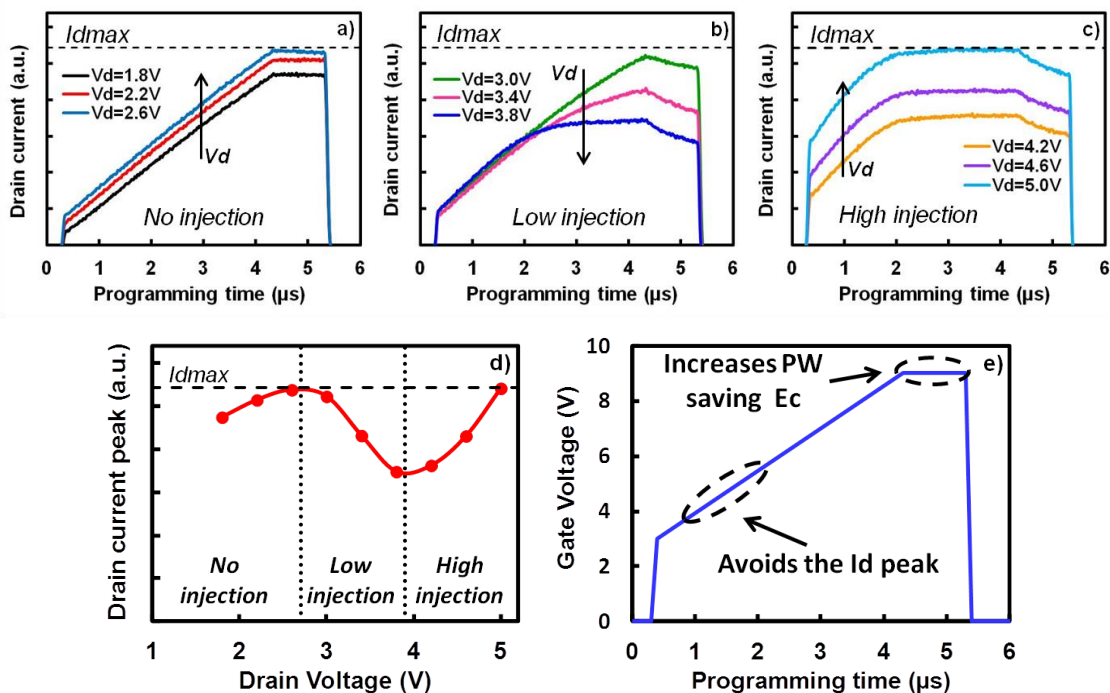 a)
Idmax
Vd=1.8V
Vd=2.2V
Vd=2.6V
Vd
No injection
Drain current (a.u.)
0 1 2 3 4 5 6
Programming time (µs)
b)
Idmax
Vd=3.0V
Vd=3.4V
Vd=3.8V
Vd
Low injection
Drain current (a.u.)
0 1 2 3 4 5 6
Programming time (µs)
c)
Idmax
Vd
Vd=4.2V
Vd=4.6V
Vd=5.0V
High injection
Drain current (a.u.)
0 1 2 3 4 5 6
Programming time (µs)
d)
Idmax
No injection
Low injection
High injection
Drain current peak (a.u.)
1 2 3 4 5
Drain Voltage (V)
e)
Increases PW
saving Ec
Avoids the Id peak
Gate Voltage (V)
10
8
6
4
2
0
0 1 2 3 4 5 6
Programming time (µs)